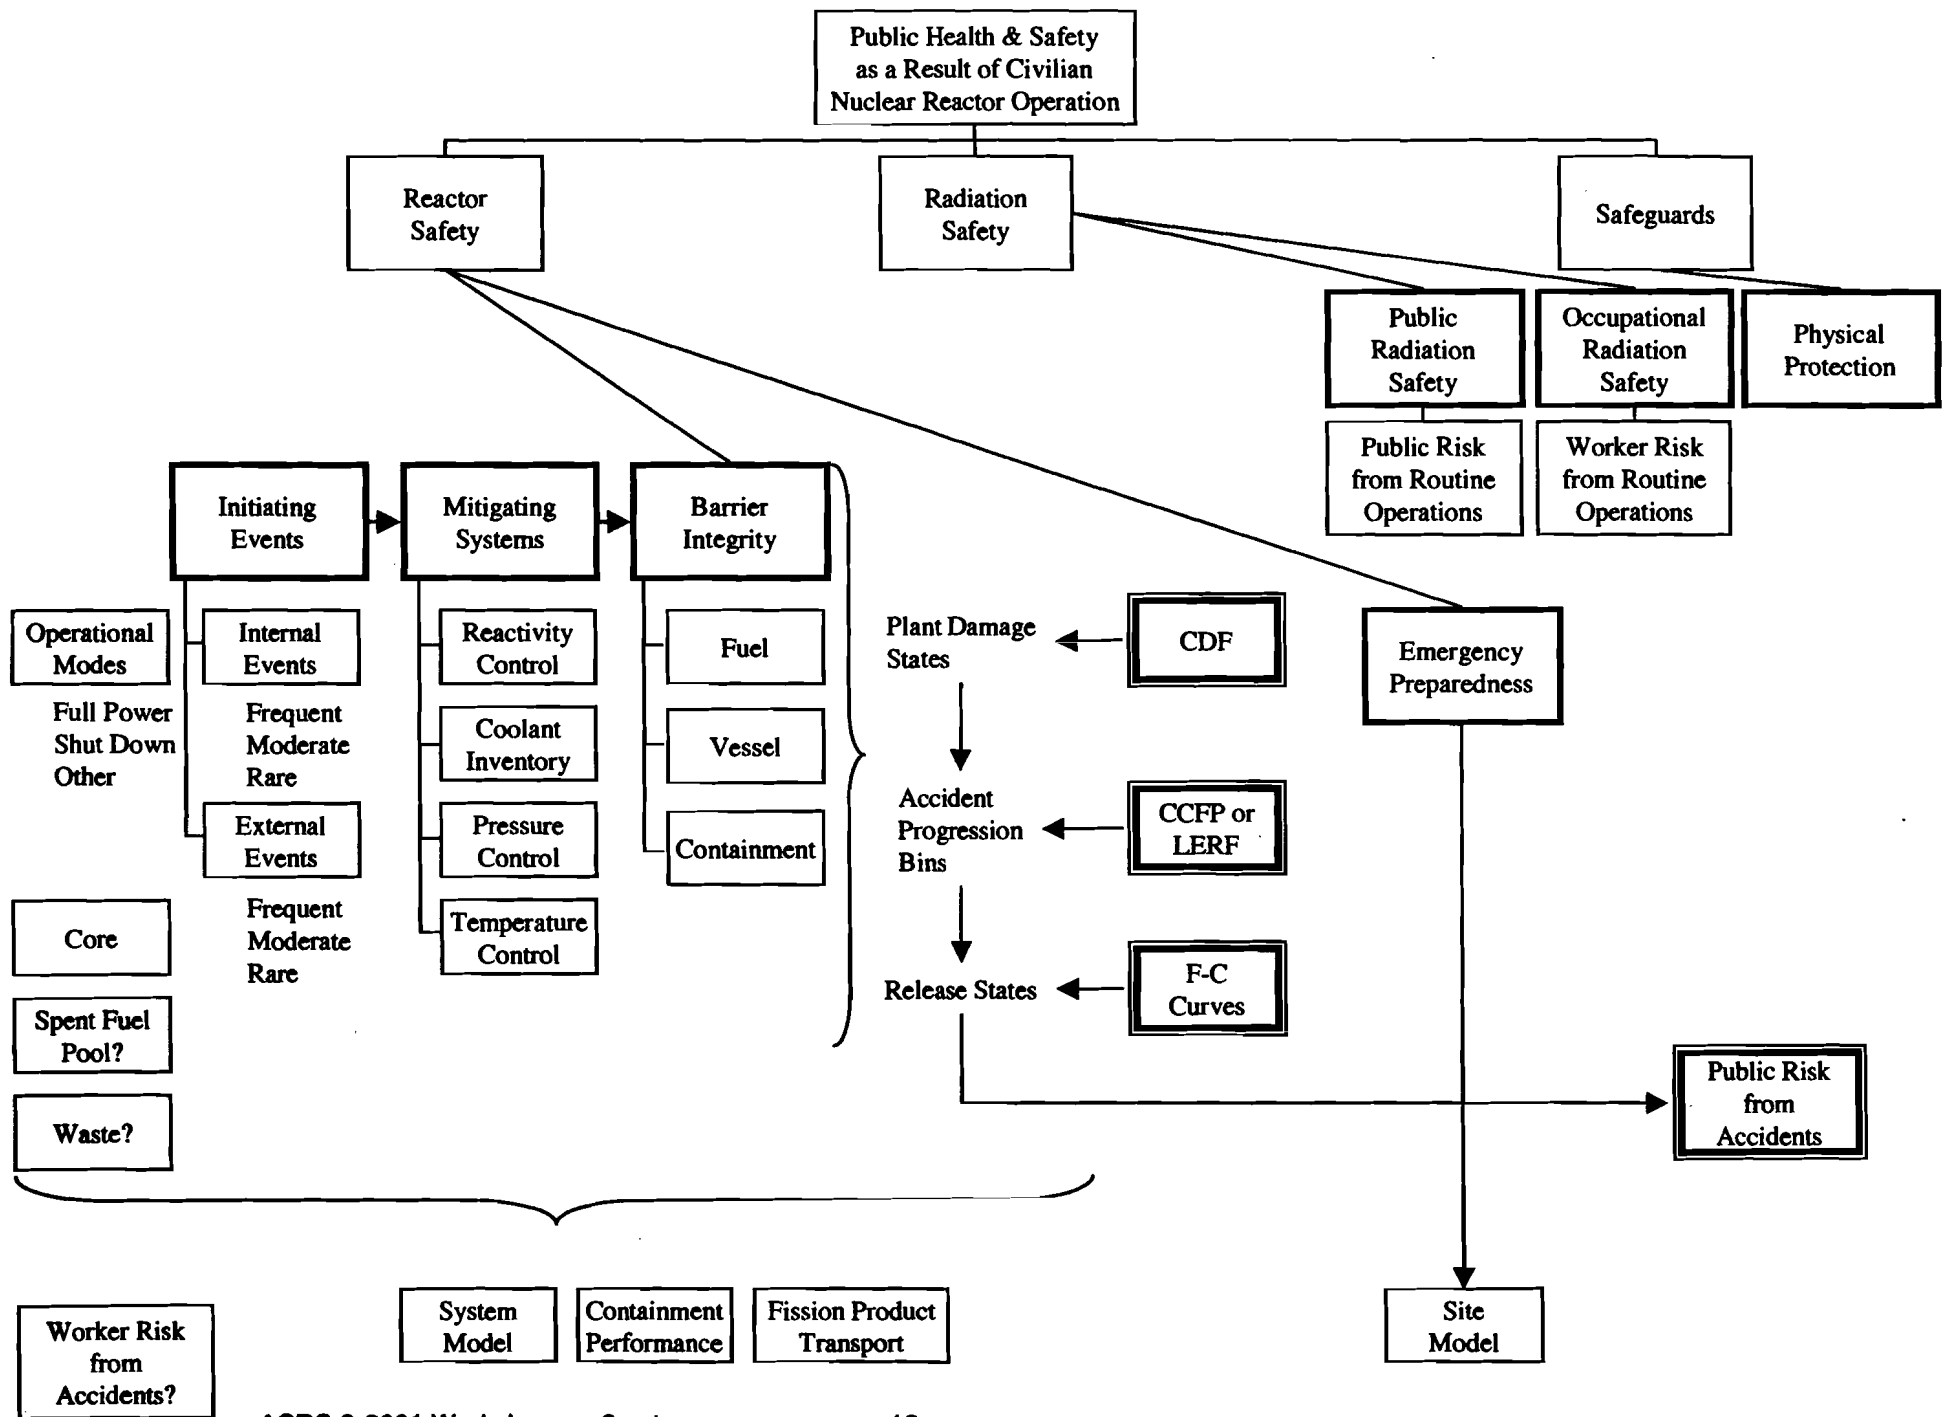 Public Health & Safety
as a Result of Civilian
Nuclear Reactor Operation
Reactor
Safety
Radiation
Safety
Safeguards
Public
Radiation
Safety
Occupational
Radiation
Safety
Physical
Protection
Public Risk
from Routine
Operations
Worker Risk
from Routine
Operations
Initiating
Events
Mitigating
Systems
Barrier
Integrity
Operational
Modes
Full Power
Shut Down
Other
Internal
Events
Frequent
Moderate
Rare
External
Events
Frequent
Moderate
Rare
Reactivity
Control
Coolant
Inventory
Pressure
Control
Temperature
Control
Fuel
Vessel
Containment
Plant Damage
States
CDF
Accident
Progression
Bins
CCFP or
LERF
Release States
F-C
Curves
Emergency
Preparedness
Core
Spent Fuel
Pool?
Waste?
Public Risk
from
Accidents
System
Model
Containment
Performance
Fission Product
Transport
Site
Model
Worker Risk
from
Accidents?